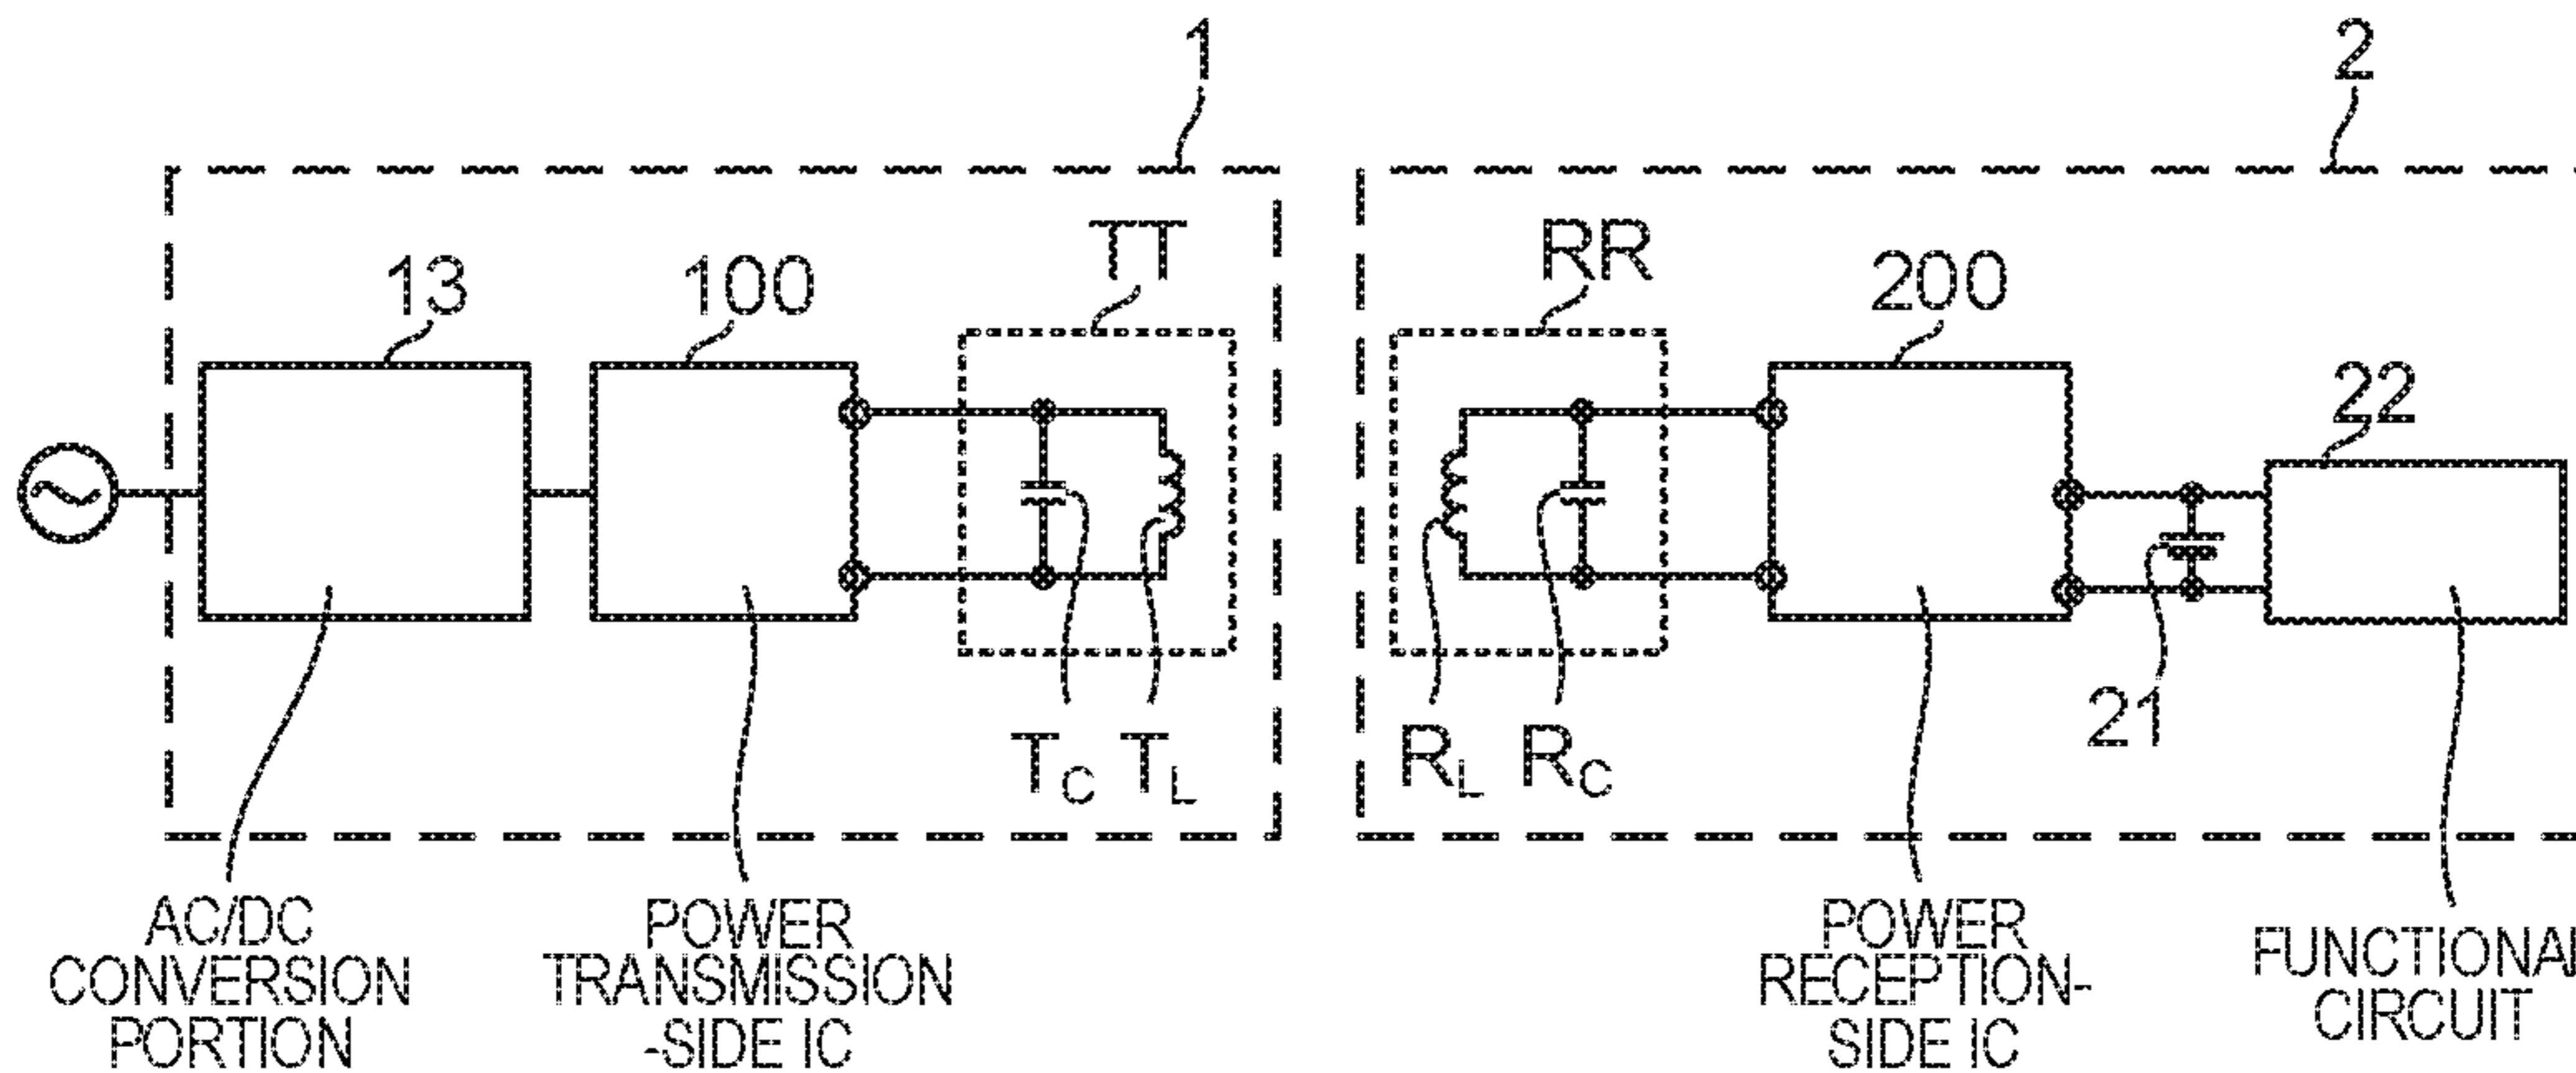 1
2
TT
RR
13
100
200
22
21
TC
TL
RL
RC
AC/DC
CONVERSION
PORTION
POWER
TRANSMISSION
-SIDE IC
POWER
RECEPTION-
SIDE IC
FUNCTIONAL
CIRCUIT